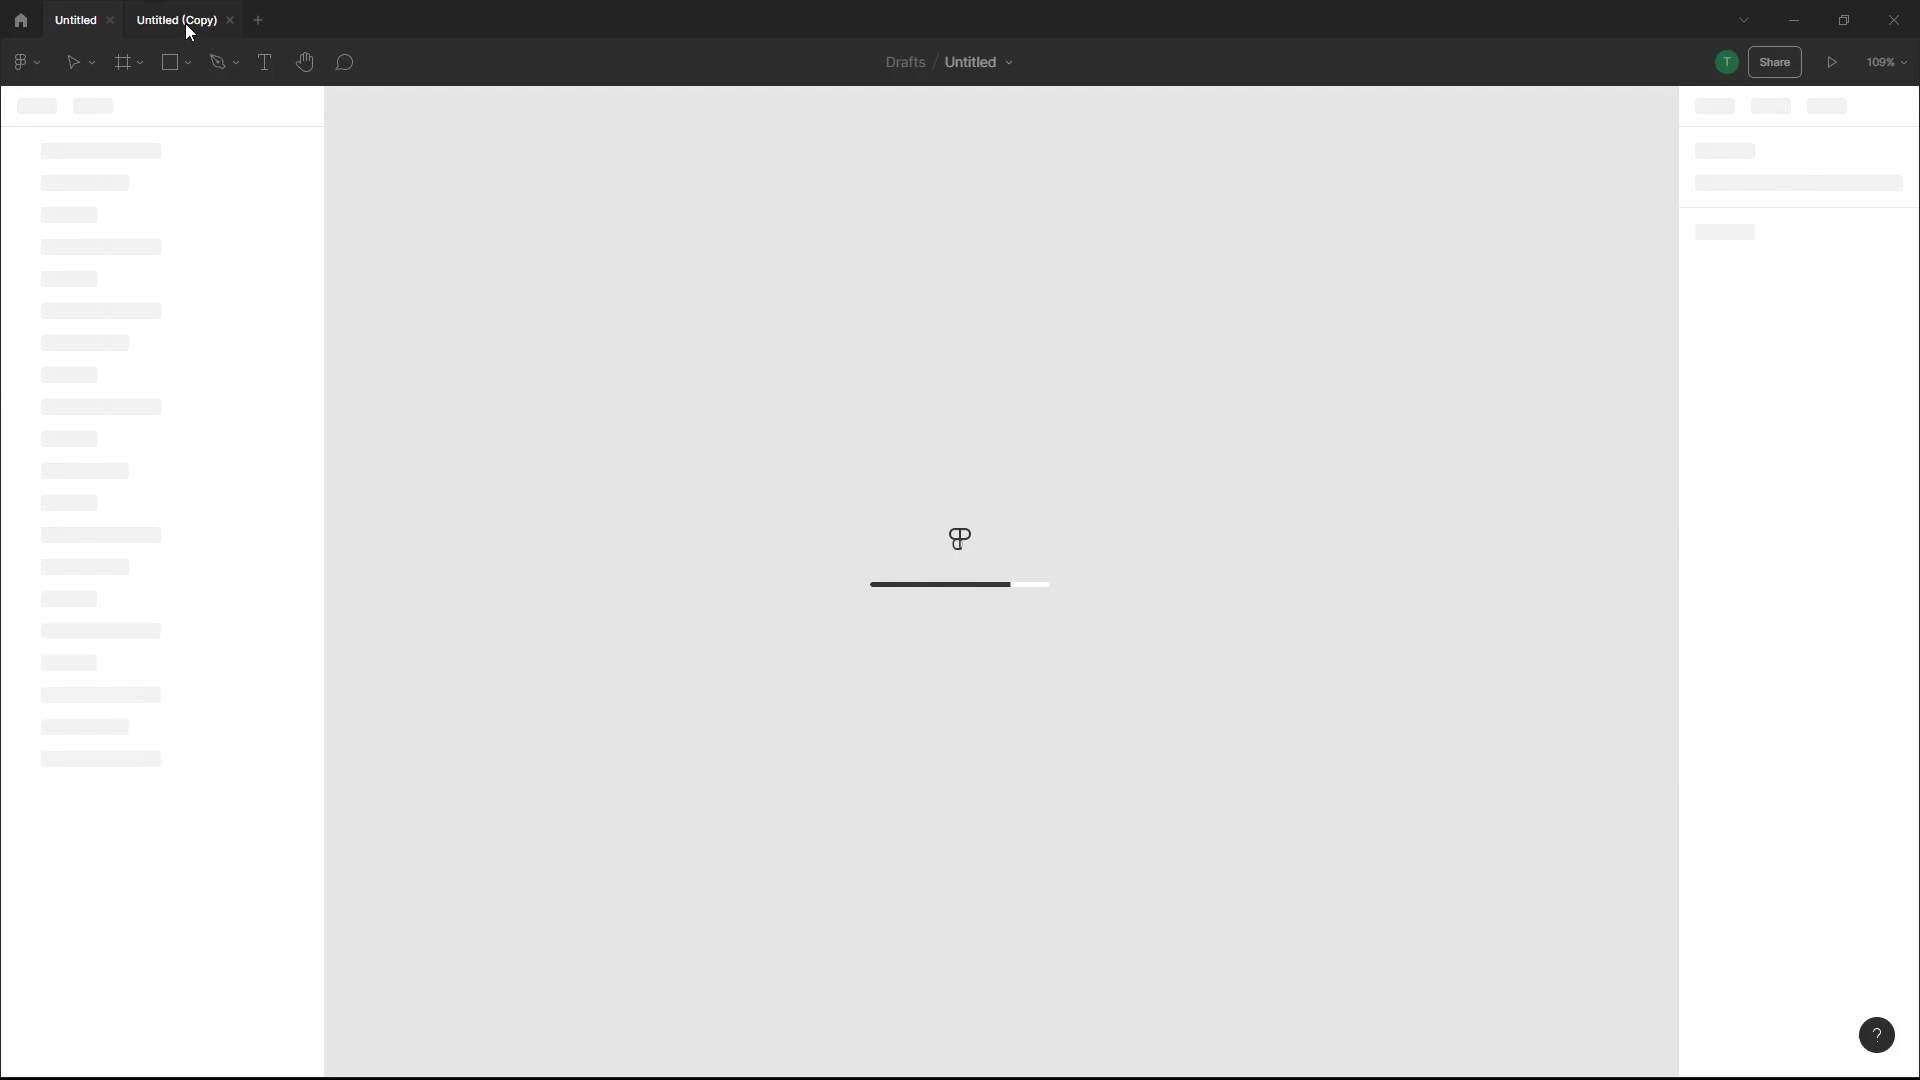 Untitled
Untitled (Copy)
Drafts / Untitled
T
Share
109%
?